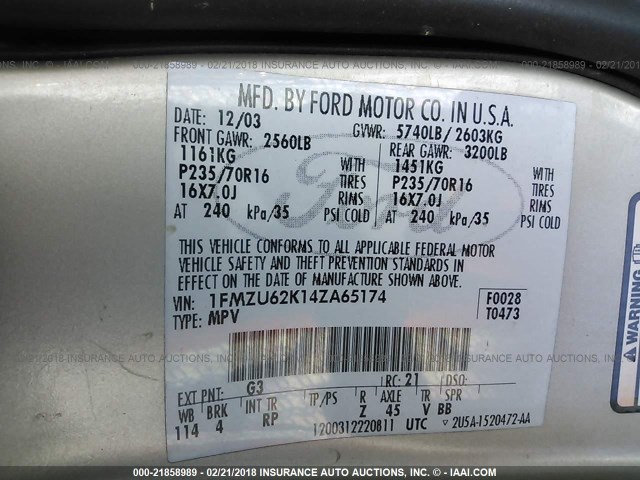 000-21858989 - 02/21/2018 INSURANCE AUTO AUCTIONS, INC. - © IAAI.COM
MFD. BY FORD MOTOR CO. IN U.S.A.
DATE: 12/03 GVWR: 5740LB/ 2603KG
FRONT GAWR: 2560LB REAR GAWR: 3200LB
1161KG WITH 1451KG WITH
P235/70R16 TIRES P235/70R16 TIRES
16X7.0J RIMS 16X7.0J RIMS
AT 240 kPa/35 PSI COLD AT 240 kPa/35 PSI COLD
Ford
THIS VEHICLE CONFORMS TO ALL APPLICABLE FEDERAL MOTOR
VEHICLE SAFETY AND THEFT PREVENTION STANDARDS IN
EFFECT ON THE DATE OF MANUFACTURE SHOWN ABOVE.
VIN: 1FMZU62K14ZA65174 F0028
TYPE: MPV T0473
EXT PNT: G3 RC: 21 DSO:
WB BRK INT TR TP/PS R AXLE TR SPR
114 4 RP Z 45 V BB
1200312220811 UTC ▽ 2U5A-1520472-AA
000-21858989 - 02/21/2018 INSURANCE AUTO AUCTIONS, INC. - © IAAI.COM